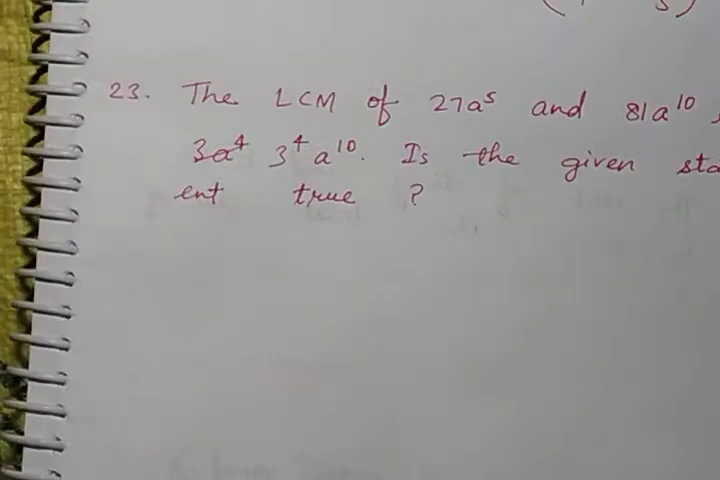 23. The LCM of 27a⁵ and 81a¹⁰
3a⁴ 3⁴ a¹⁰. Is the given sta
ent true ?